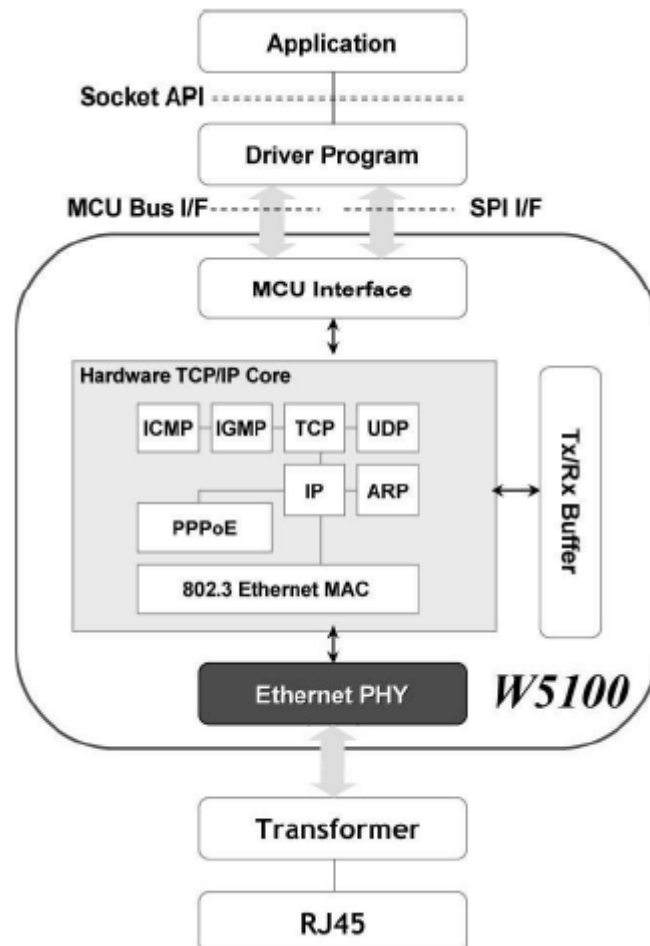 Application
Socket API
Driver Program
MCU Bus I/F
SPI I/F
MCU Interface
Hardware TCP/IP Core
ICMP
IGMP
TCP
UDP
IP
ARP
PPPoE
802.3 Ethernet MAC
Tx/Rx Buffer
Ethernet PHY
W5100
Transformer
RJ45